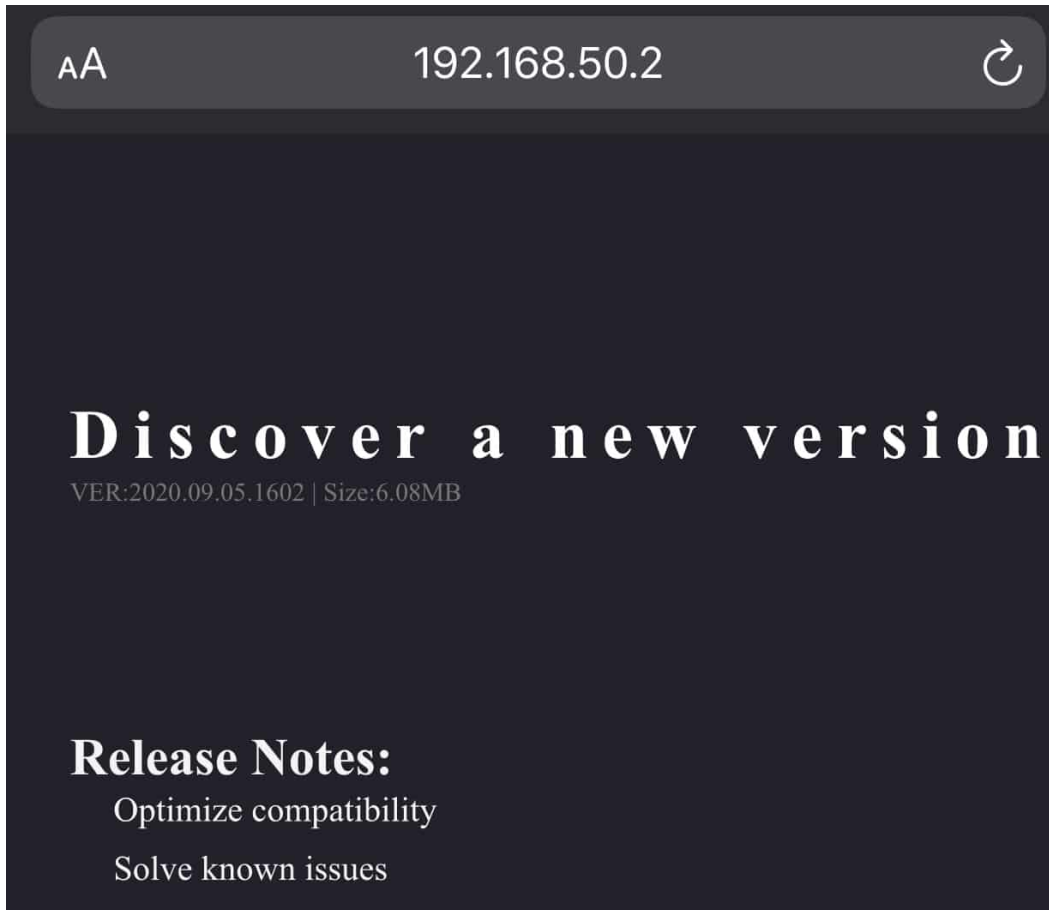 AA 192.168.50.2
Discover a new version
VER:2020.09.05.1602 | Size:6.08MB
Release Notes:
Optimize compatibility
Solve known issues